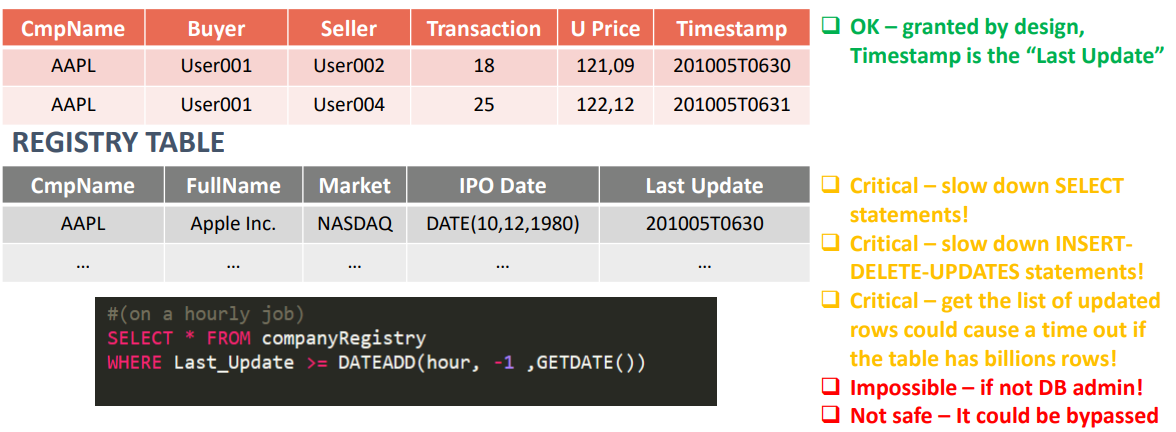 CmpName Buyer Seller Transaction U Price Timestamp
AAPL User001 User002 18 121,09 201005T0630
AAPL User001 User004 25 122,12 201005T0631
❑ OK – granted by design,
Timestamp is the “Last Update”
REGISTRY TABLE
CmpName FullName Market IPO Date Last Update
AAPL Apple Inc. NASDAQ DATE(10,12,1980) 201005T0630
... ... ... ... ...
#(on a hourly job)
SELECT * FROM companyRegistry
WHERE Last_Update >= DATEADD(hour, -1 ,GETDATE())
❑ Critical – slow down SELECT
statements!
❑ Critical – slow down INSERT-
DELETE-UPDATES statements!
❑ Critical – get the list of updated
rows could cause a time out if
the table has billions rows!
❑ Impossible – if not DB admin!
❑ Not safe – It could be bypassed